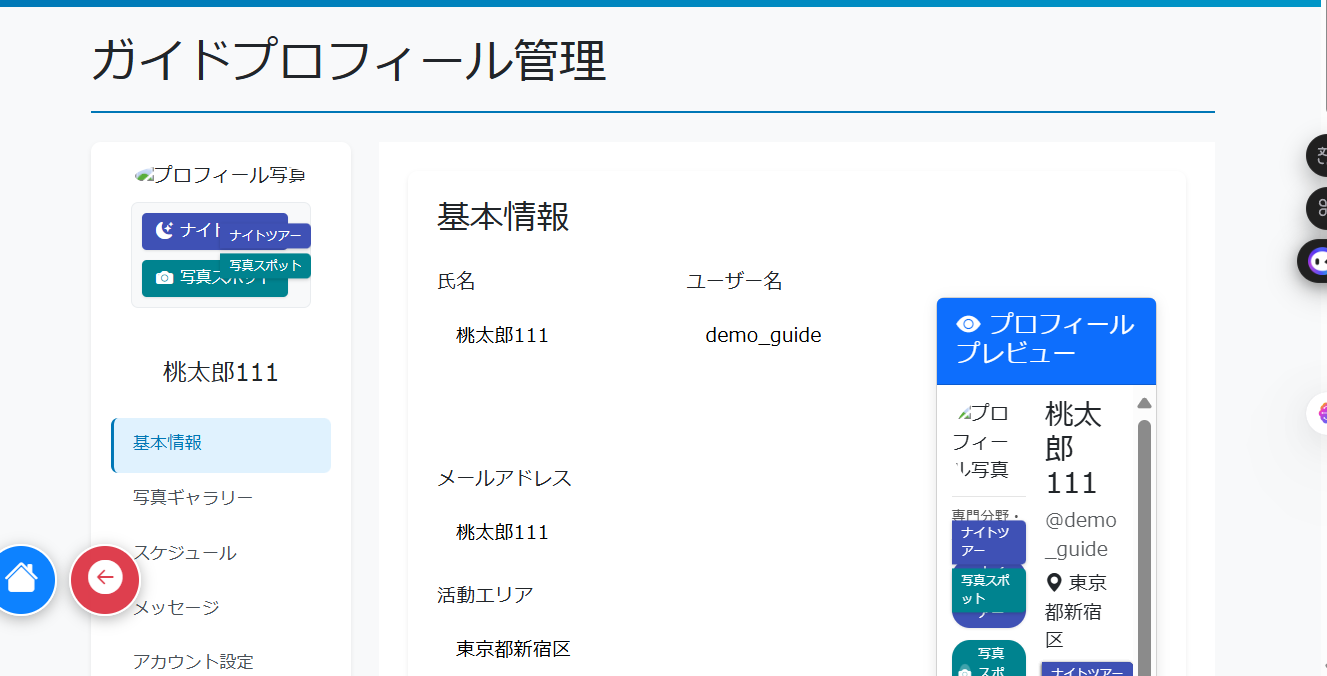 ガイドプロフィール管理
プロフィール写真
ナイト
ナイトツアー
写真スポット
写真スポット
桃太郎111
基本情報
写真ギャラリー
スケジュール
メッセージ
アカウント設定
基本情報
氏名
ユーザー名
桃太郎111
demo_guide
メールアドレス
桃太郎111
活動エリア
東京都新宿区
プロフィール
プレビュー
プロ
フィー
ル写真
専門分野・
ナイトツ
アー
写真スポ
ット
アー
写真
スポ
桃太
郎
111
@demo
_guide
東京
都新宿
区
ナイトツアー